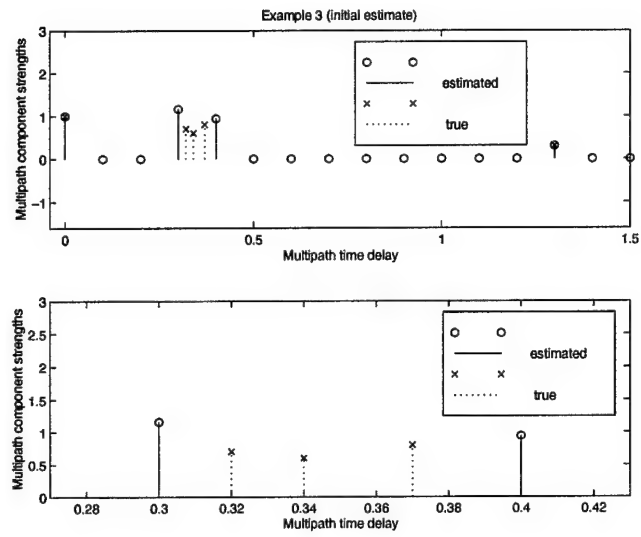 Example 3 (initial estimate)
Multipath component strengths
3
2
1
0
−1
estimated
true
0
0.5
1
1.5
Multipath time delay
Multipath component strengths
3
2.5
2
1.5
1
0.5
0
estimated
true
0.28
0.3
0.32
0.34
0.36
0.38
0.4
0.42
Multipath time delay